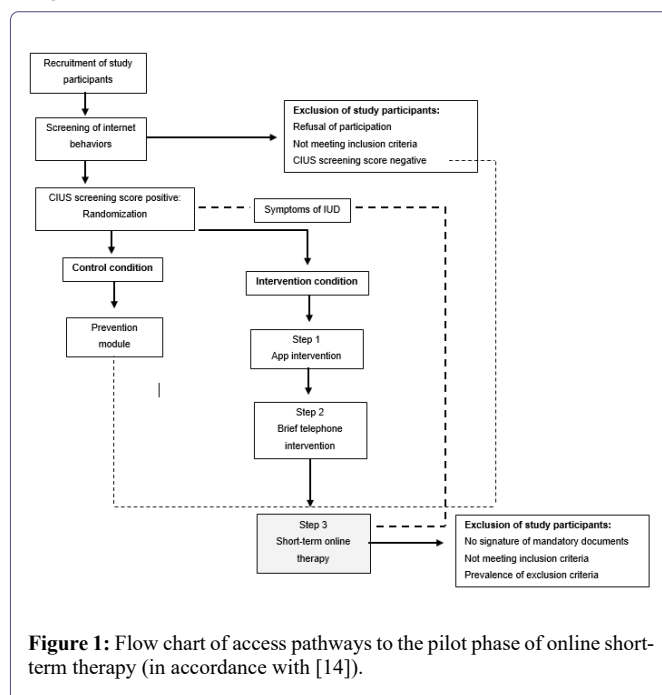 Recruitment of study
participants
Screening of internet
behaviors
Exclusion of study participants:
Refusal of participation
Not meeting inclusion criteria
CIUS screening score negative
CIUS screening score positive:
Randomization
Symptoms of IUD
Control condition
Intervention condition
Prevention
module
Step 1
App intervention
Step 2
Brief telephone
intervention
Step 3
Short-term online
therapy
Exclusion of study participants:
No signature of mandatory documents
Not meeting inclusion criteria
Prevalence of exclusion criteria
Figure 1: Flow chart of access pathways to the pilot phase of online short-
term therapy (in accordance with [14]).